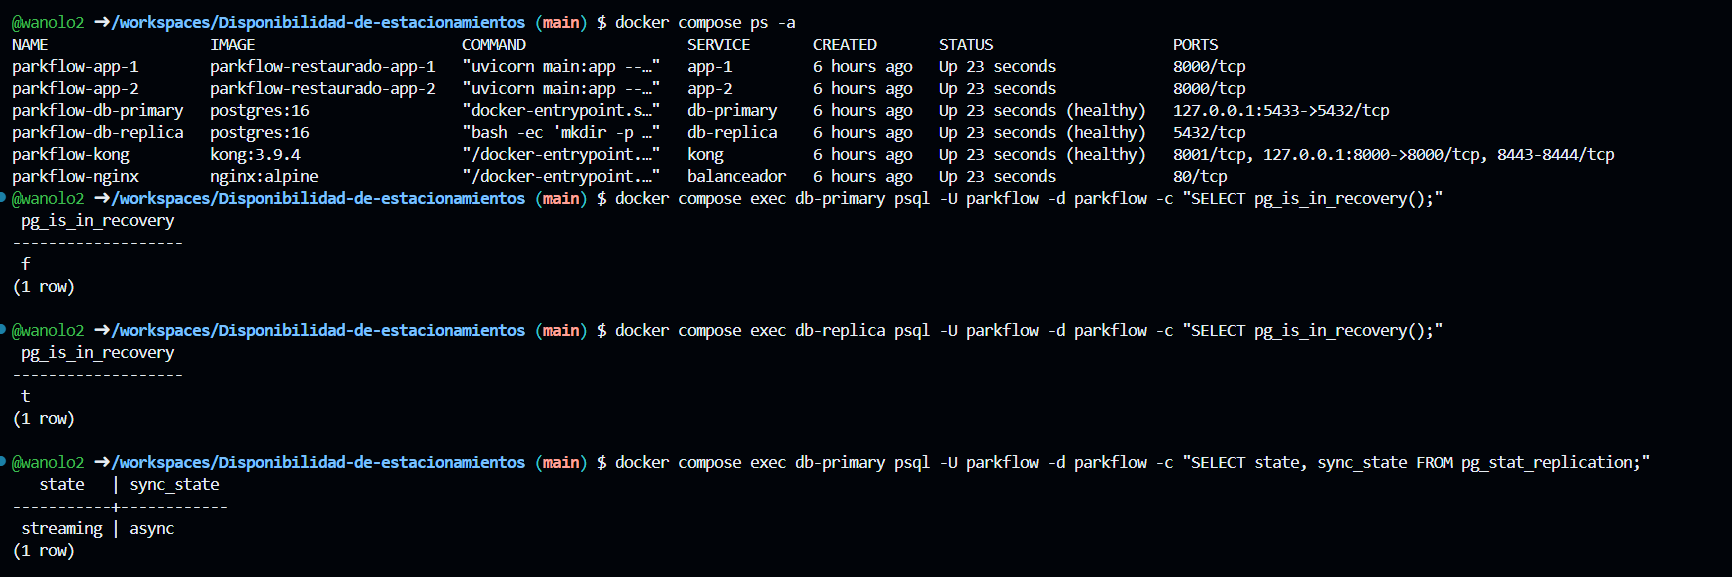 @wanolo2 ➜/workspaces/Disponibilidad-de-estacionamientos (main) $ docker compose ps -a
NAME IMAGE COMMAND SERVICE CREATED STATUS PORTS
parkflow-app-1 parkflow-restaurado-app-1 "uvicorn main:app --…" app-1 6 hours ago Up 23 seconds 8000/tcp
parkflow-app-2 parkflow-restaurado-app-2 "uvicorn main:app --…" app-2 6 hours ago Up 23 seconds 8000/tcp
parkflow-db-primary postgres:16 "docker-entrypoint.s…" db-primary 6 hours ago Up 23 seconds (healthy) 127.0.0.1:5433->5432/tcp
parkflow-db-replica postgres:16 "bash -ec 'mkdir -p …" db-replica 6 hours ago Up 23 seconds (healthy) 5432/tcp
parkflow-kong kong:3.9.4 "/docker-entrypoint.…" kong 6 hours ago Up 23 seconds (healthy) 8001/tcp, 127.0.0.1:8000->8000/tcp, 8443-8444/tcp
parkflow-nginx nginx:alpine "/docker-entrypoint.…" balanceador 6 hours ago Up 23 seconds 80/tcp
@wanolo2 ➜/workspaces/Disponibilidad-de-estacionamientos (main) $ docker compose exec db-primary psql -U parkflow -d parkflow -c "SELECT pg_is_in_recovery();"
pg_is_in_recovery
-------------------
f
(1 row)
@wanolo2 ➜/workspaces/Disponibilidad-de-estacionamientos (main) $ docker compose exec db-replica psql -U parkflow -d parkflow -c "SELECT pg_is_in_recovery();"
pg_is_in_recovery
-------------------
t
(1 row)
@wanolo2 ➜/workspaces/Disponibilidad-de-estacionamientos (main) $ docker compose exec db-primary psql -U parkflow -d parkflow -c "SELECT state, sync_state FROM pg_stat_replication;"
state | sync_state
-----------+------------
streaming | async
(1 row)